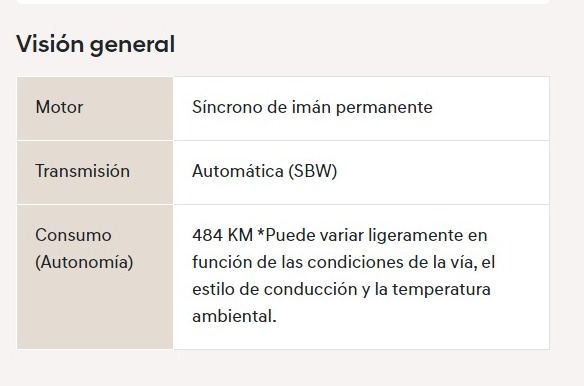 Visión general
Motor
Síncrono de imán permanente
Transmisión
Automática (SBW)
Consumo
(Autonomía)
484 KM *Puede variar ligeramente en
función de las condiciones de la vía, el
estilo de conducción y la temperatura
ambiental.